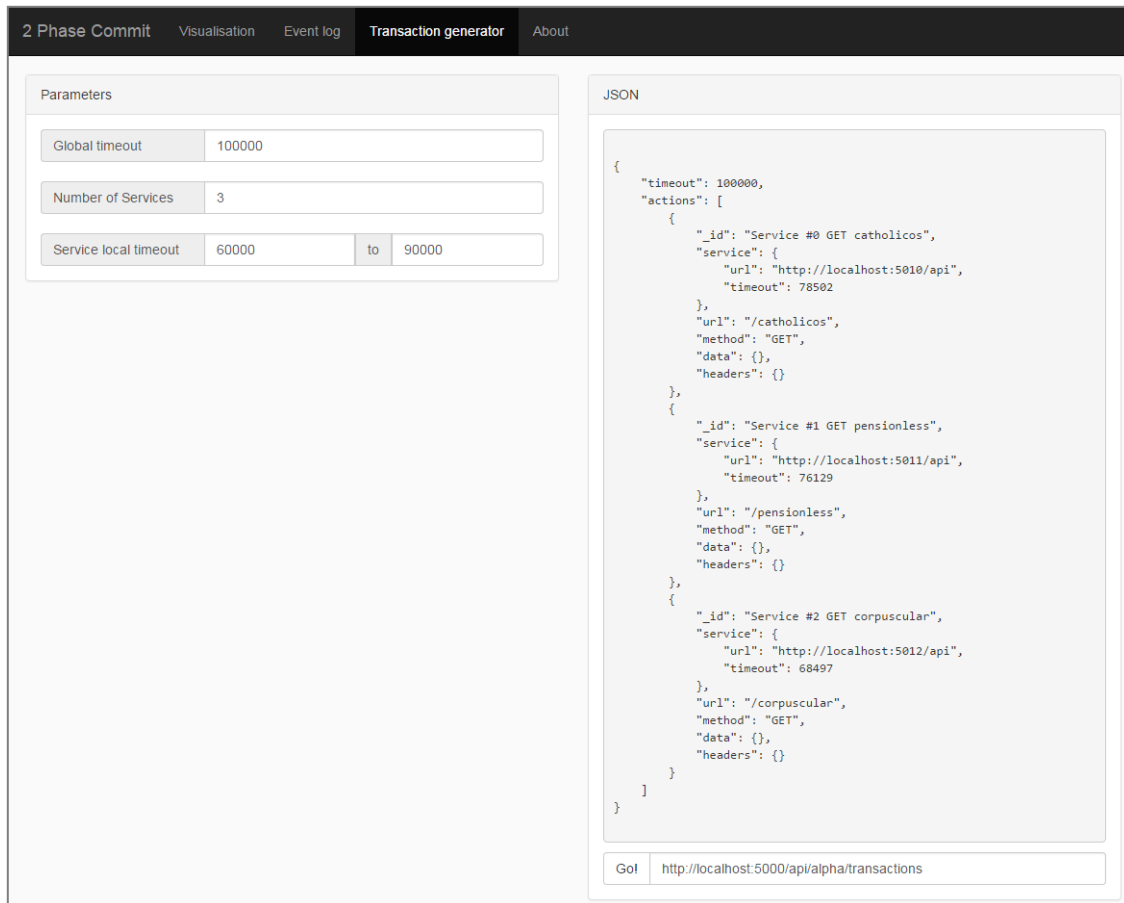 2 Phase Commit Visualisation Event log Transaction generator About
Parameters
Global timeout 100000
Number of Services 3
Service local timeout 60000 to 90000
JSON
{
    "timeout": 100000,
    "actions": [
        {
            "_id": "Service #0 GET catholicos",
            "service": {
                "url": "http://localhost:5010/api",
                "timeout": 78502
            },
            "url": "/catholicos",
            "method": "GET",
            "data": {},
            "headers": {}
        },
        {
            "_id": "Service #1 GET pensionless",
            "service": {
                "url": "http://localhost:5011/api",
                "timeout": 76129
            },
            "url": "/pensionless",
            "method": "GET",
            "data": {},
            "headers": {}
        },
        {
            "_id": "Service #2 GET corpuscular",
            "service": {
                "url": "http://localhost:5012/api",
                "timeout": 68497
            },
            "url": "/corpuscular",
            "method": "GET",
            "data": {},
            "headers": {}
        }
    ]
}
Go! http://localhost:5000/api/alpha/transactions